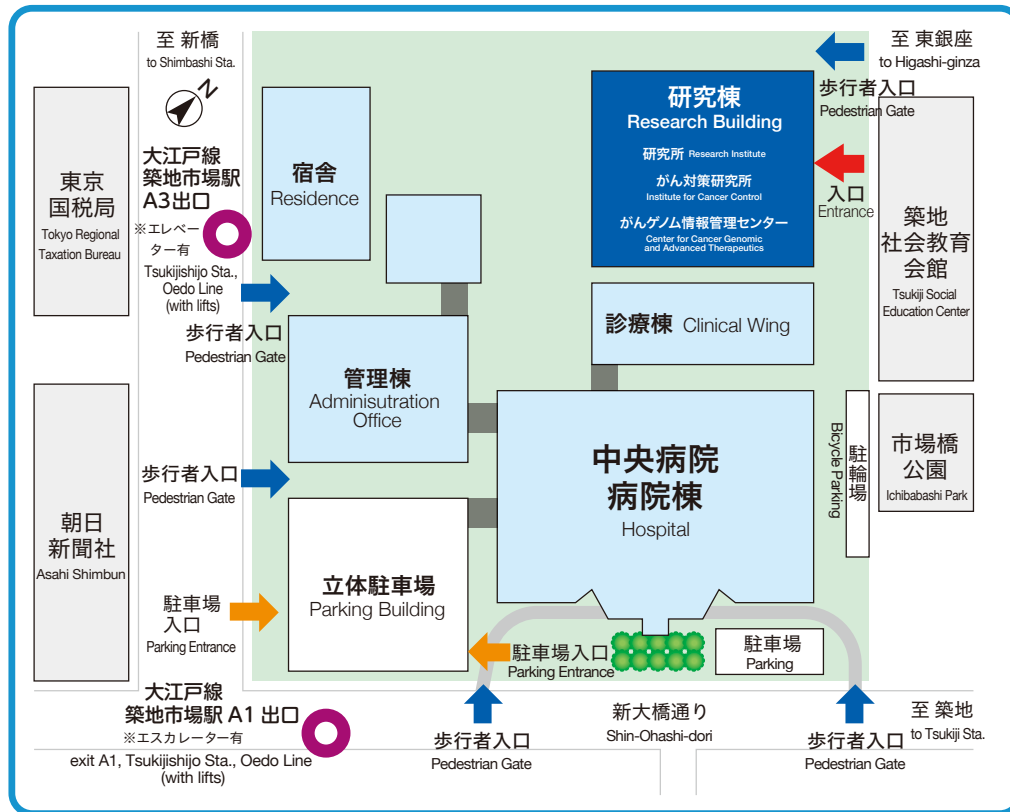 至 新橋
to Shimbashi Sta.
N
大江戸線
築地市場駅
A3出口
※エレベー
ター有
Tsukijishijo Sta.,
Oedo Line
(with lifts)
東京
国税局
Tokyo Regional
Taxation Bureau
宿舎
Residence
研究棟
Research Building
研究所 Research Institute
がん対策研究所
Institute for Cancer Control
がんゲノム情報管理センター
Center for Cancer Genomic
and Advanced Therapeutics
至 東銀座
to Higashi-ginza
歩行者入口
Pedestrian Gate
入口
Entrance
築地
社会教育
会館
Tsukiji Social
Education Center
歩行者入口
Pedestrian Gate
管理棟
Adminisutration
Office
診療棟 Clinical Wing
中央病院
病院棟
Hospital
駐輪場
Bicycle Parking
市場橋
公園
Ichibabashi Park
歩行者入口
Pedestrian Gate
朝日
新聞社
Asahi Shimbun
立体駐車場
Parking Building
駐車場
入口
Parking Entrance
駐車場入口
Parking Entrance
駐車場
Parking
大江戸線
築地市場駅 A1 出口
※エスカレーター有
exit A1, Tsukijishijo Sta., Oedo Line
(with lifts)
歩行者入口
Pedestrian Gate
新大橋通り
Shin-Ohashi-dori
歩行者入口
Pedestrian Gate
至 築地
to Tsukiji Sta.